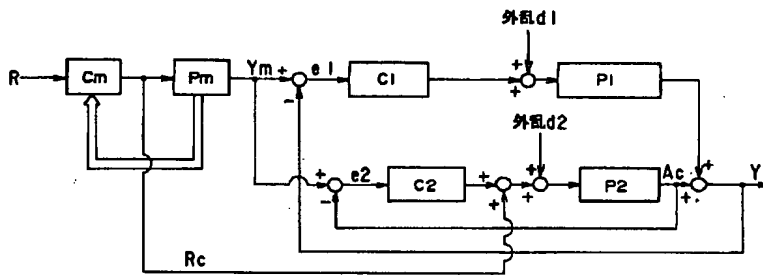 外乱d1
R
Cm
Pm
Ym
+
-
e1
C1
+
+
P1
外乱d2
+
-
e2
C2
+
+
+
+
P2
Ac
+
+
Y
Rc